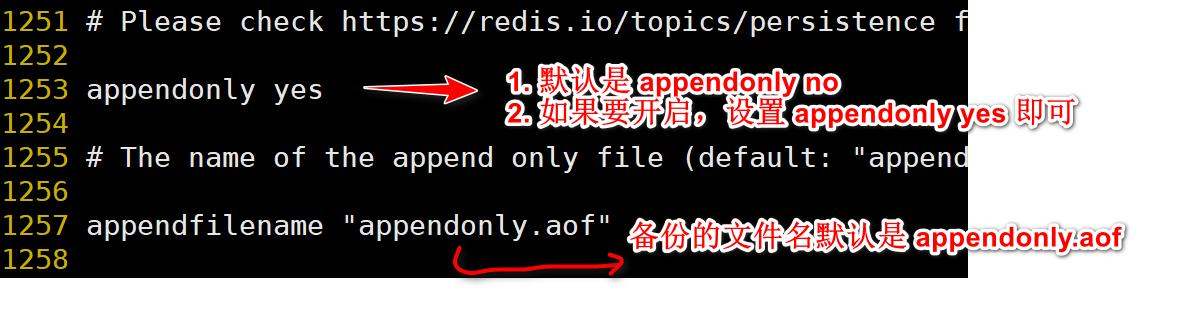 1251 # Please check https://redis.io/topics/persistence f
1252
1253 appendonly yes
1. 默认是 appendonly no
2. 如果要开启，设置 appendonly yes 即可
1254
1255 # The name of the append only file (default: "append
1256
1257 appendfilename "appendonly.aof"
备份的文件名默认是 appendonly.aof
1258